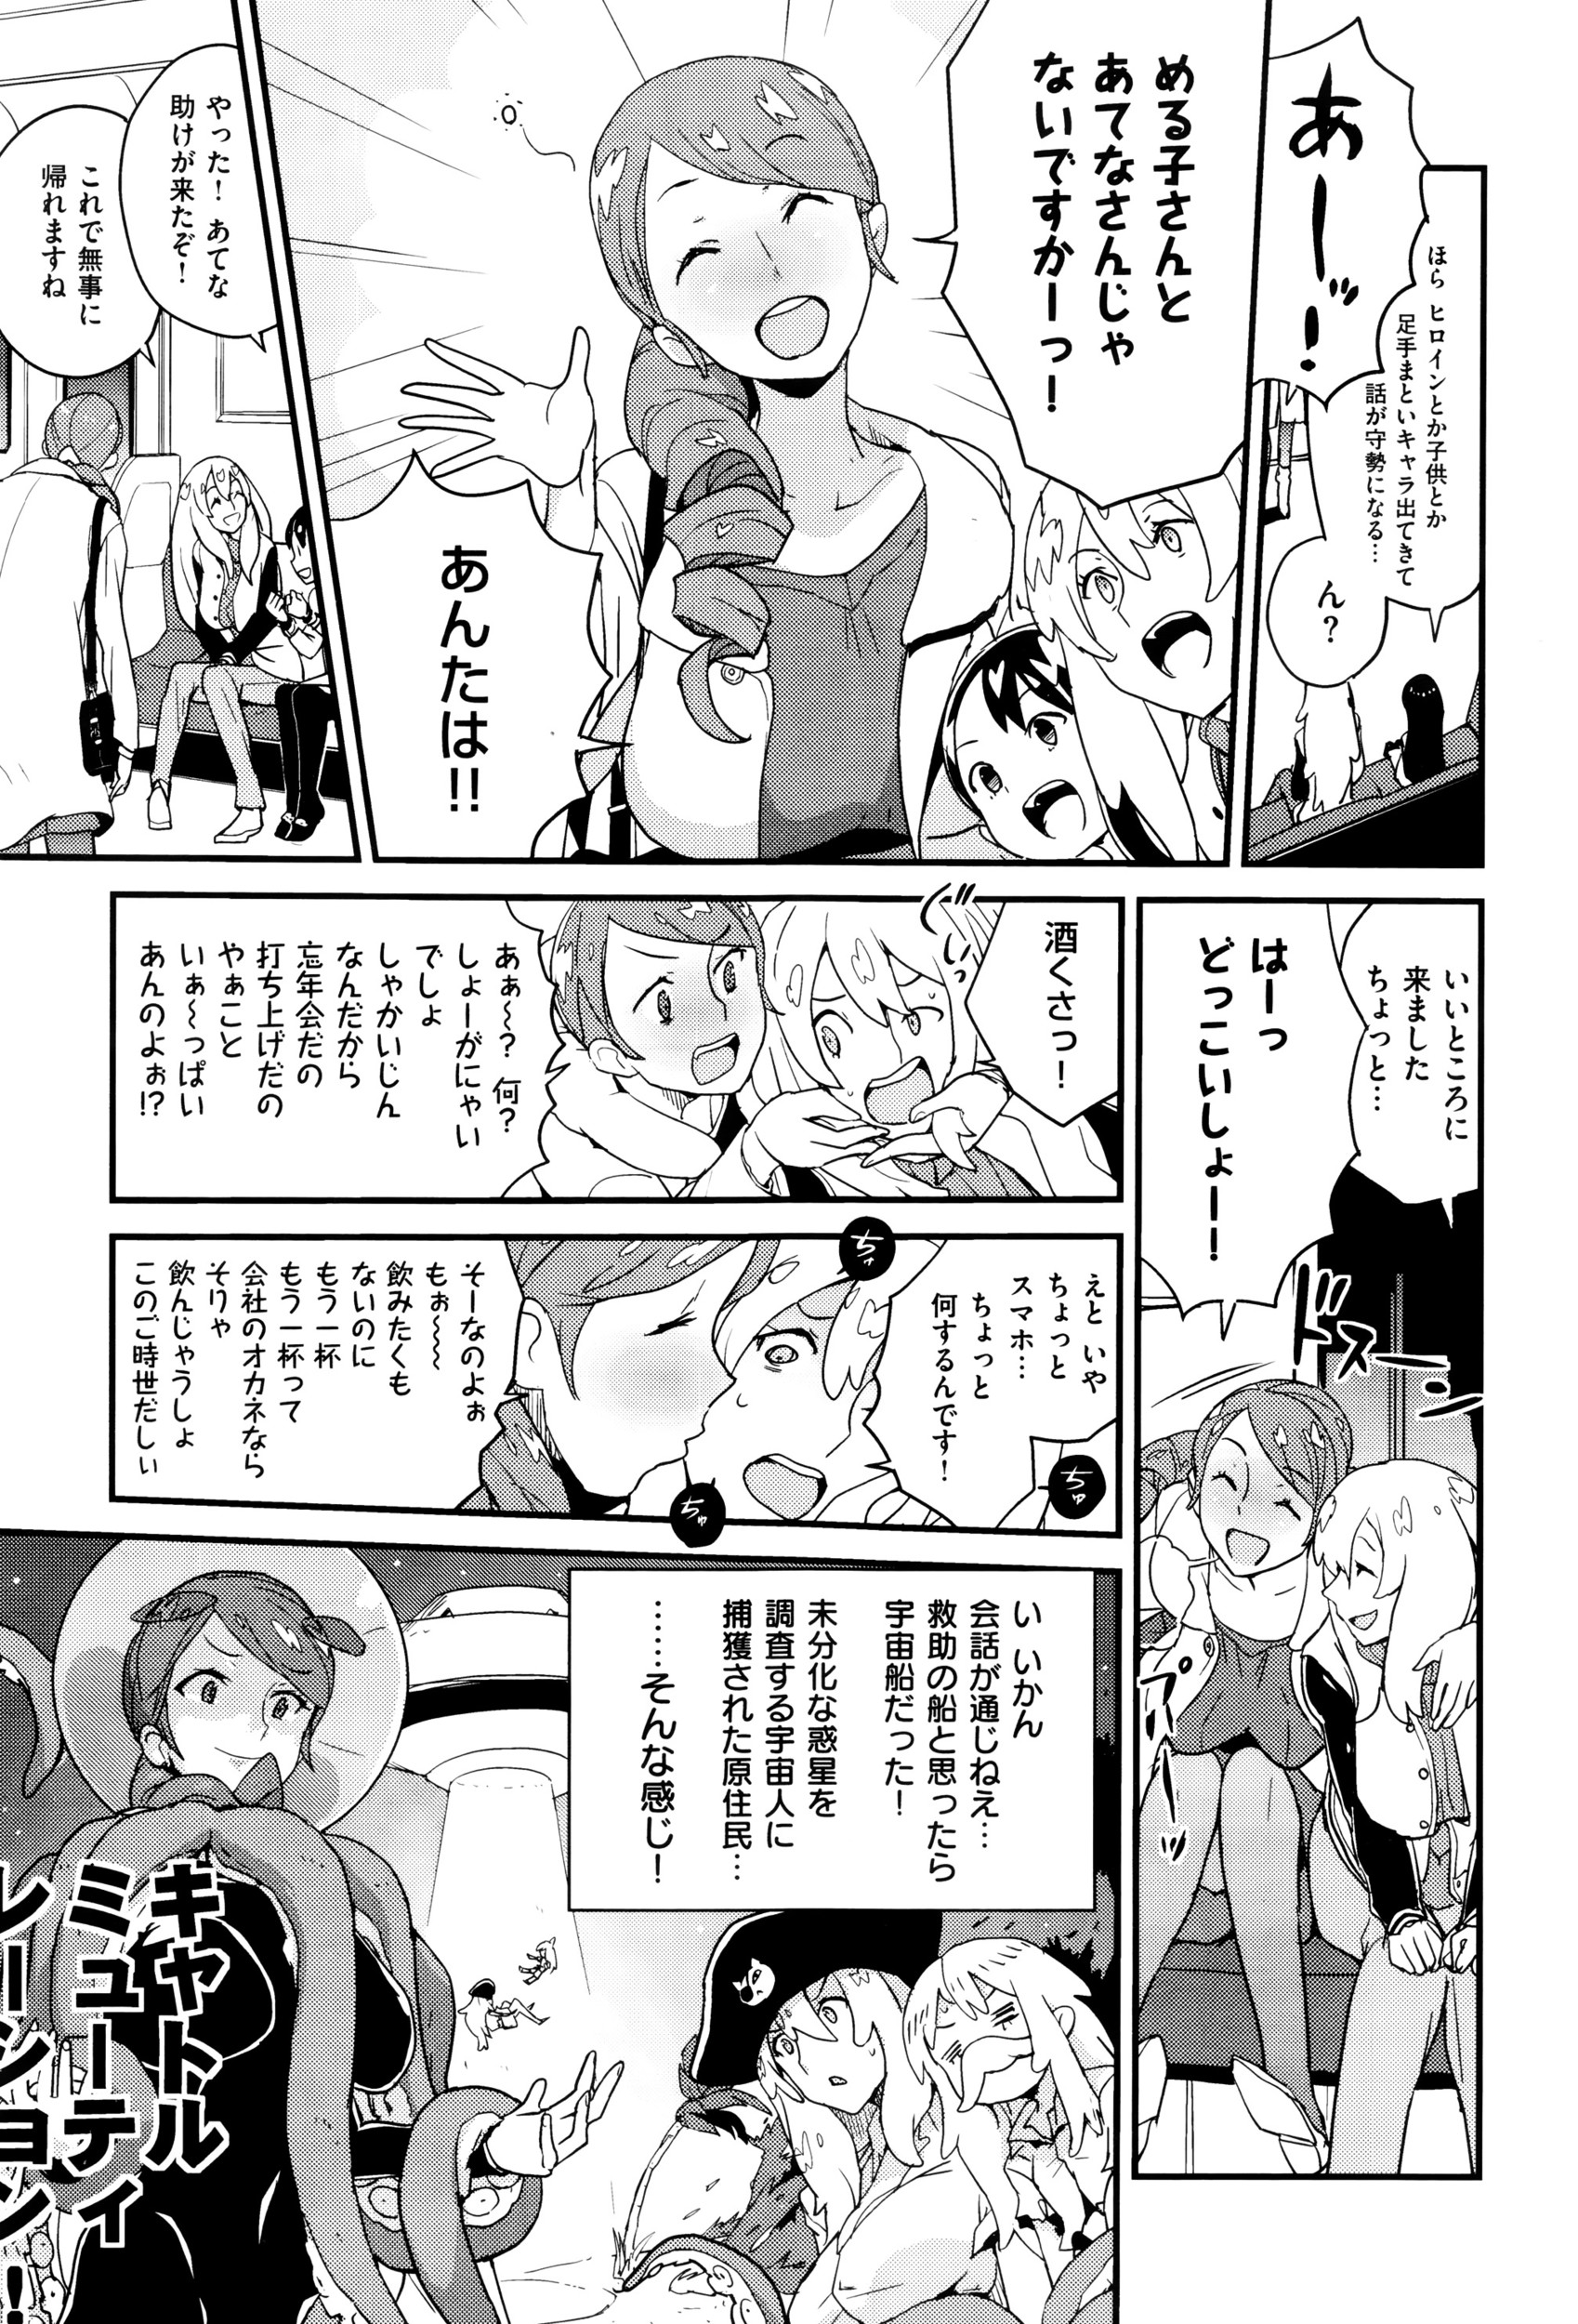 ほら ヒロインとか子供とか
足手まといキャラ出てきて
話が守勢になる…
ん？
あーーッ！
める子さんと
あてなさんじゃ
ないですかーっ！
あんたは!!
やった！ あてな
助けが来たぞ！
これで無事に
帰れますね
いいところに
来ました
ちょっと…
はーっ
どっこいしょーー！
ドスーン
酒くさっ！
あぁ〜？ 何？
しょーがにゃい
でしょ
しゃかいじん
なんだから
忘年会だの
打ち上げだの
やぁこと
いぁ〜っぱい
あんのよぉ!?
えと いや
ちょっと
スマホ…
ちょっと
何するんです！
ちゅ
ちゅ
ちゅ
そーなのよぉ
もぉ〜〜〜
飲みたくも
ないのに
もう一杯
もう一杯って
会社のオカネなら
そりゃ
飲んじゃうしょ
このご時世だしぃ
い いかん
会話が通じねえ…
救助の船と思ったら
宇宙船だった！
未分化な惑星を
調査する宇宙人に
捕獲された原住民…
……そんな感じ！
キャトル
ミューティ
レーション！